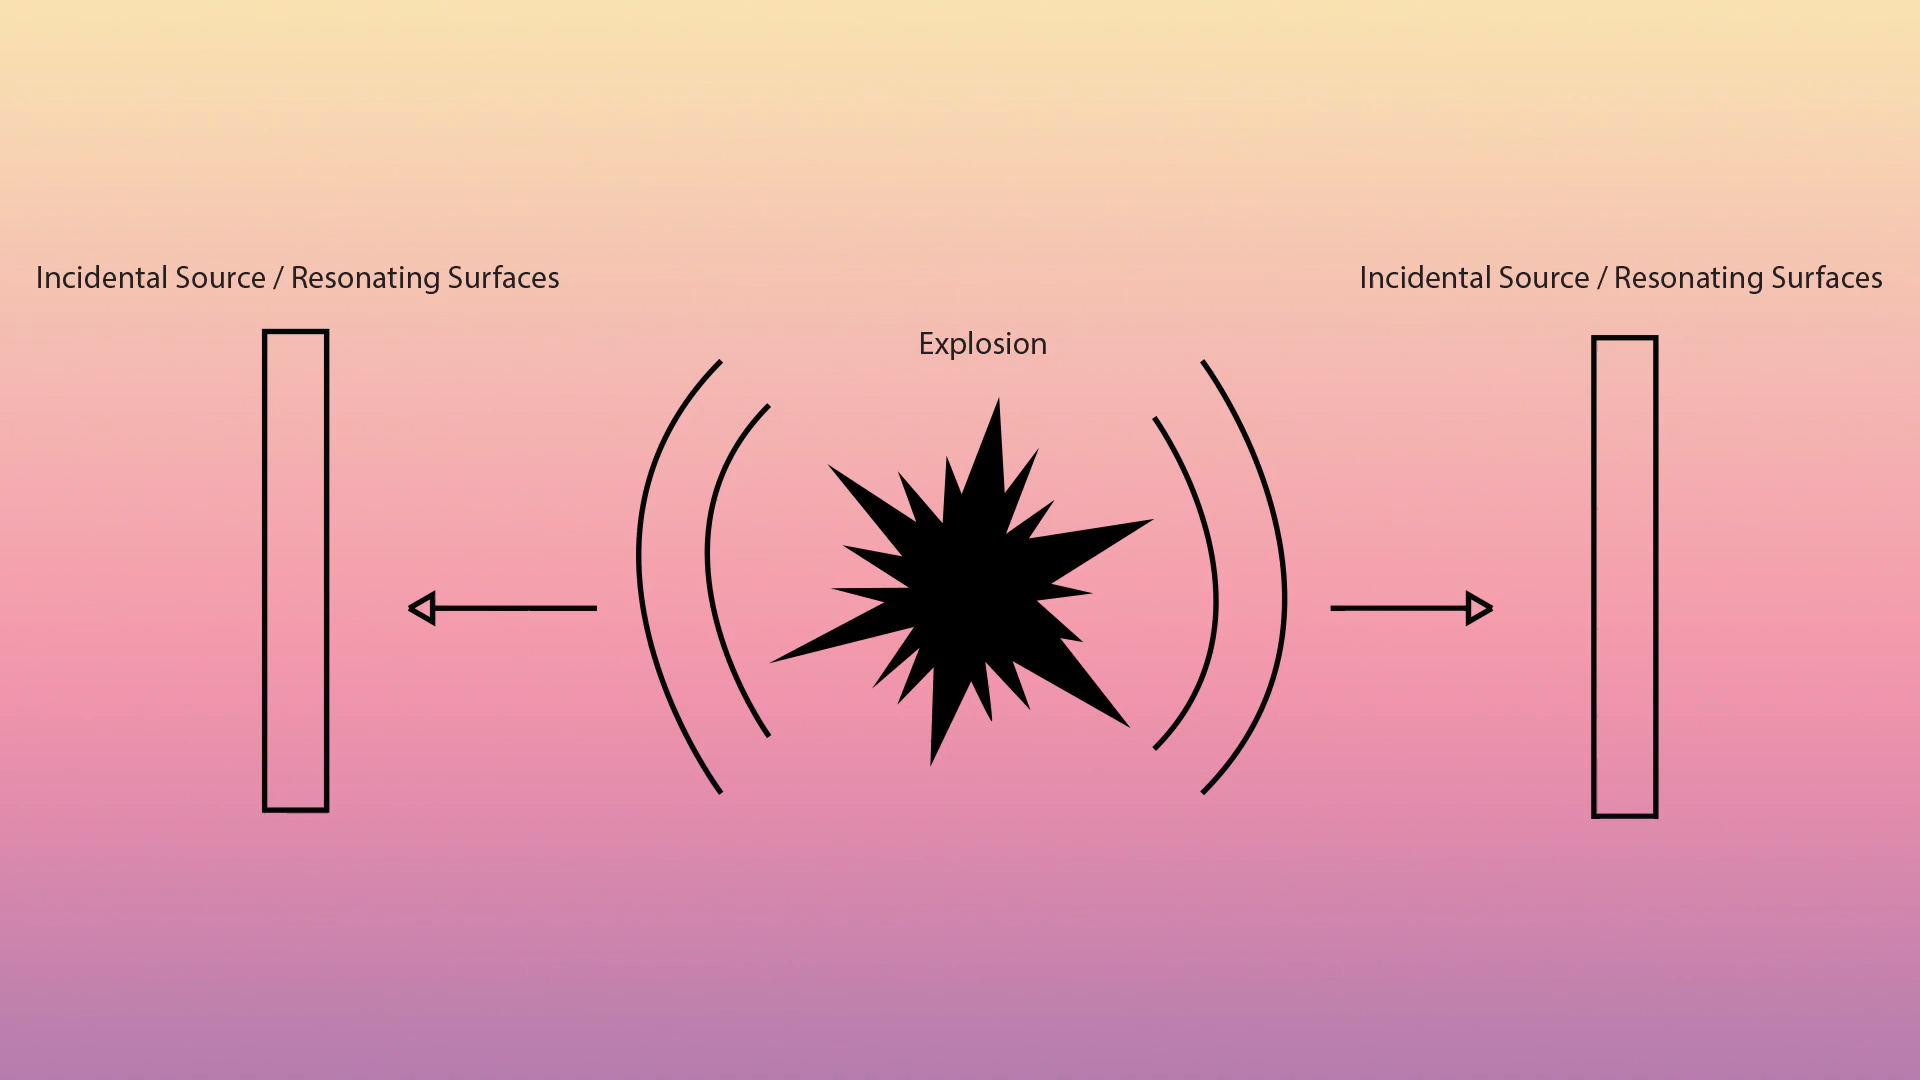 Incidental Source / Resonating Surfaces
Incidental Source / Resonating Surfaces
Explosion